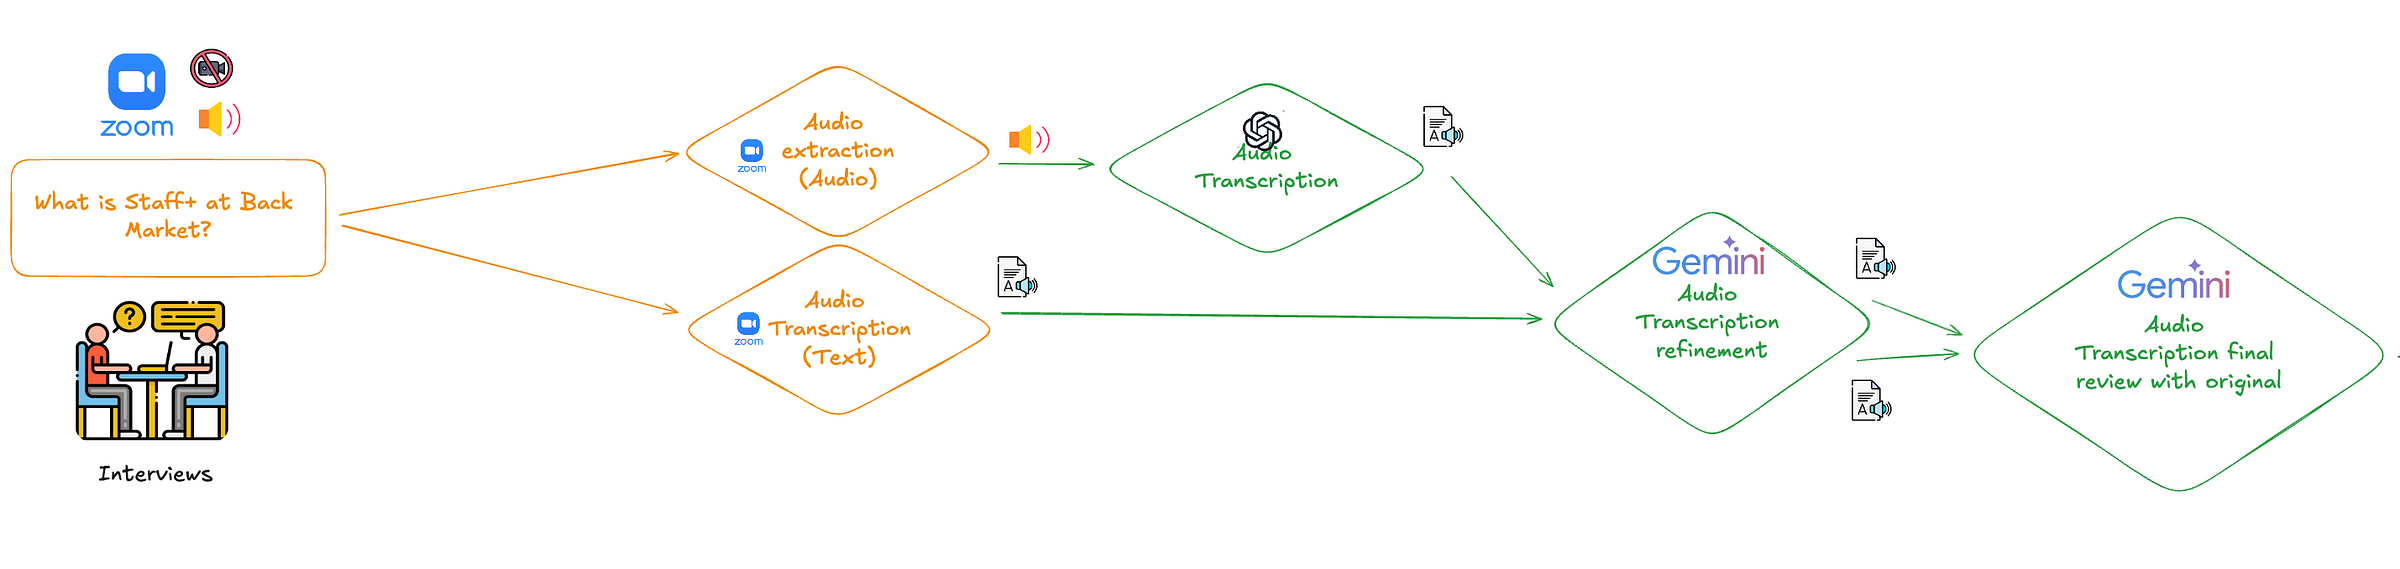 zoom
What is Staff+ at Back
Market?
Interviews
Audio
extraction
(Audio)
zoom
Audio
Transcription
(Text)
zoom
Audio
Transcription
A
A
Gemini
Audio
Transcription
refinement
A
A
Gemini
Audio
Transcription final
review with original